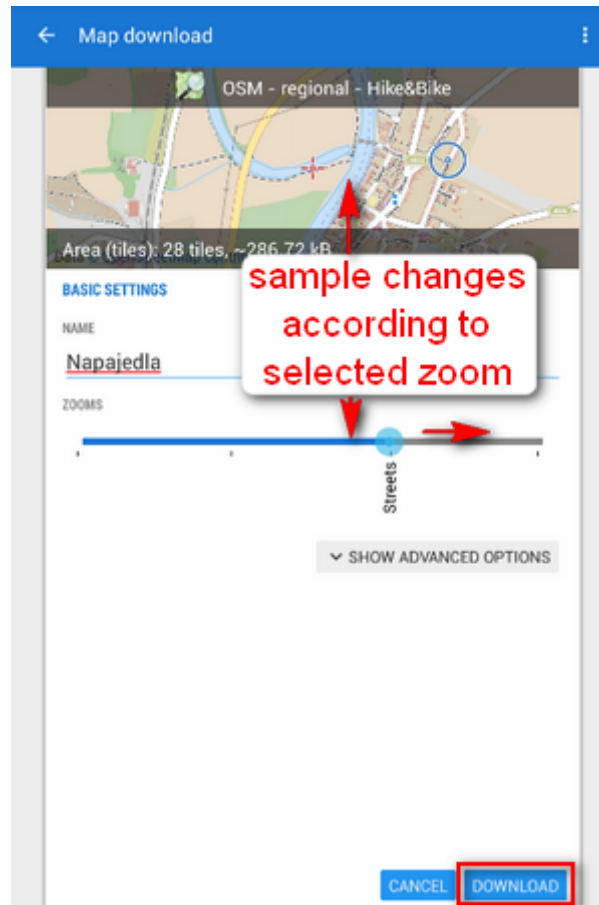 Map download
OSM - regional - Hike&Bike
Area (tiles): 28 tiles, ~286.72 kB
sample changes
according to
selected zoom
BASIC SETTINGS
NAME
Napajedla
ZOOMS
Streets
SHOW ADVANCED OPTIONS
CANCEL DOWNLOAD